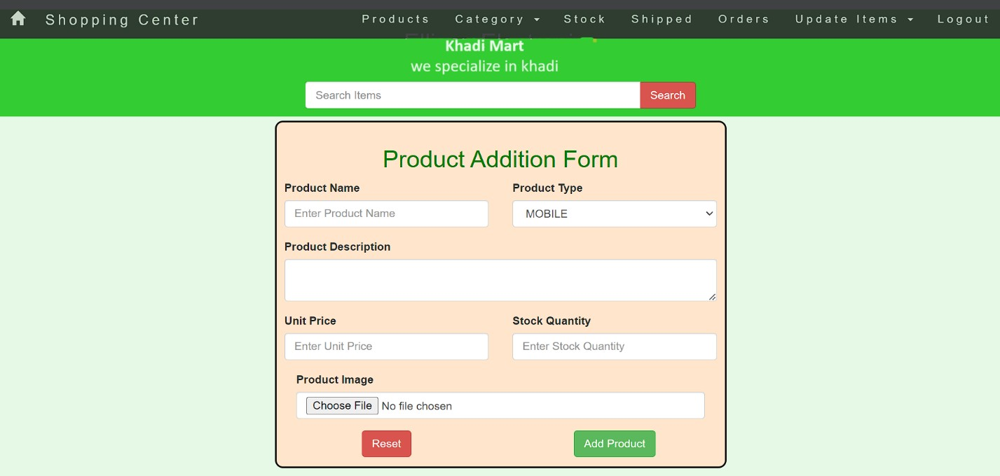 Shopping Center Products Category Stock Shipped Orders Update Items Logout
Khadi Mart
we specialize in khadi
Search Items Search
Product Addition Form
Product Name Product Type
Enter Product Name MOBILE
Product Description
Unit Price Stock Quantity
Enter Unit Price Enter Stock Quantity
Product Image
Choose File No file chosen
Reset Add Product